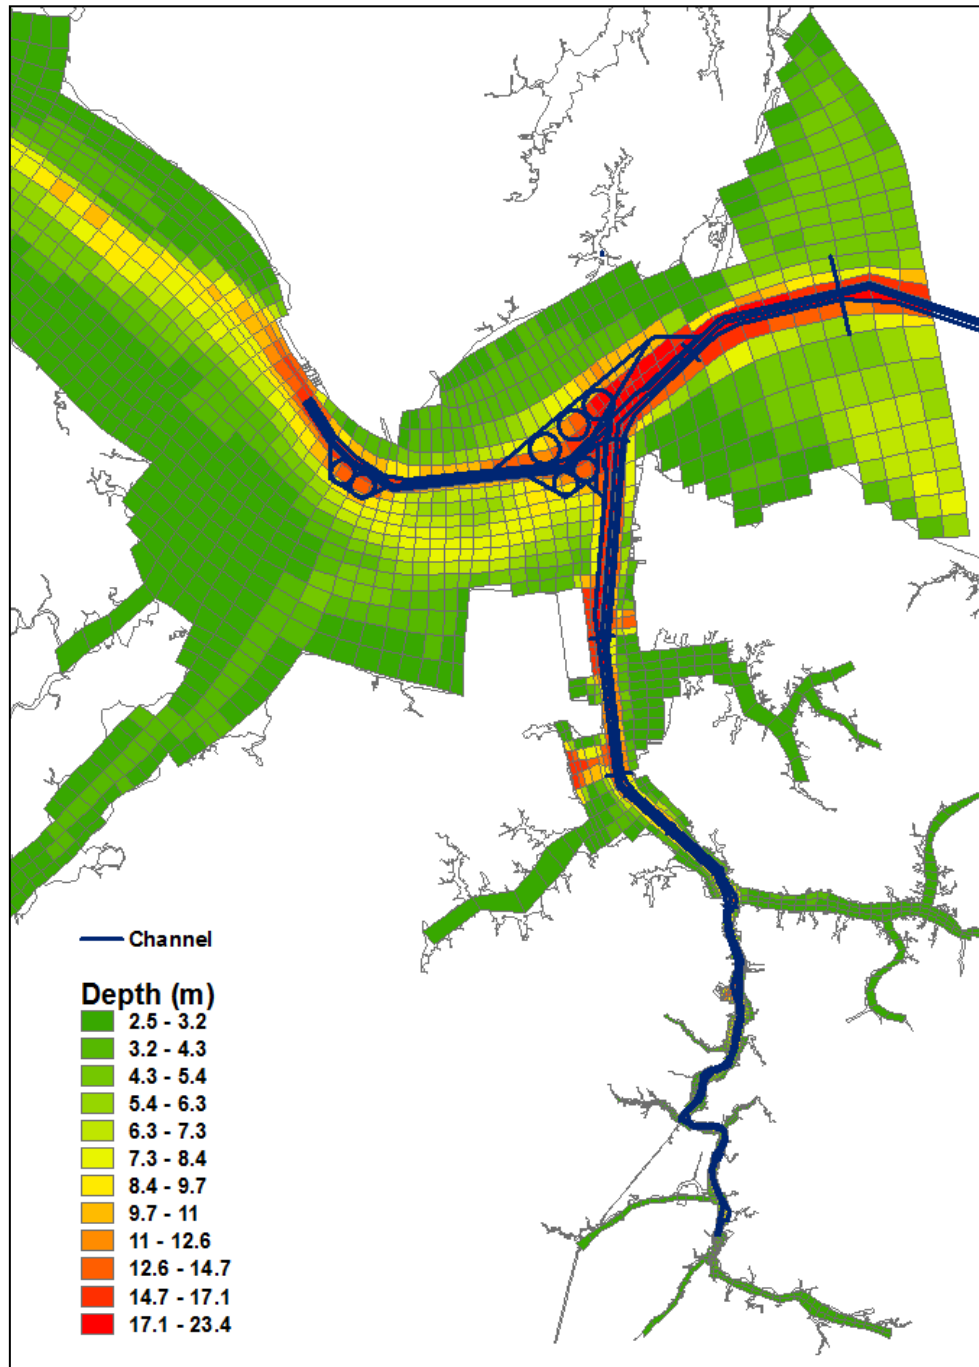 Channel
Depth (m)
2.5 - 3.2
3.2 - 4.3
4.3 - 5.4
5.4 - 6.3
6.3 - 7.3
7.3 - 8.4
8.4 - 9.7
9.7 - 11
11 - 12.6
12.6 - 14.7
14.7 - 17.1
17.1 - 23.4